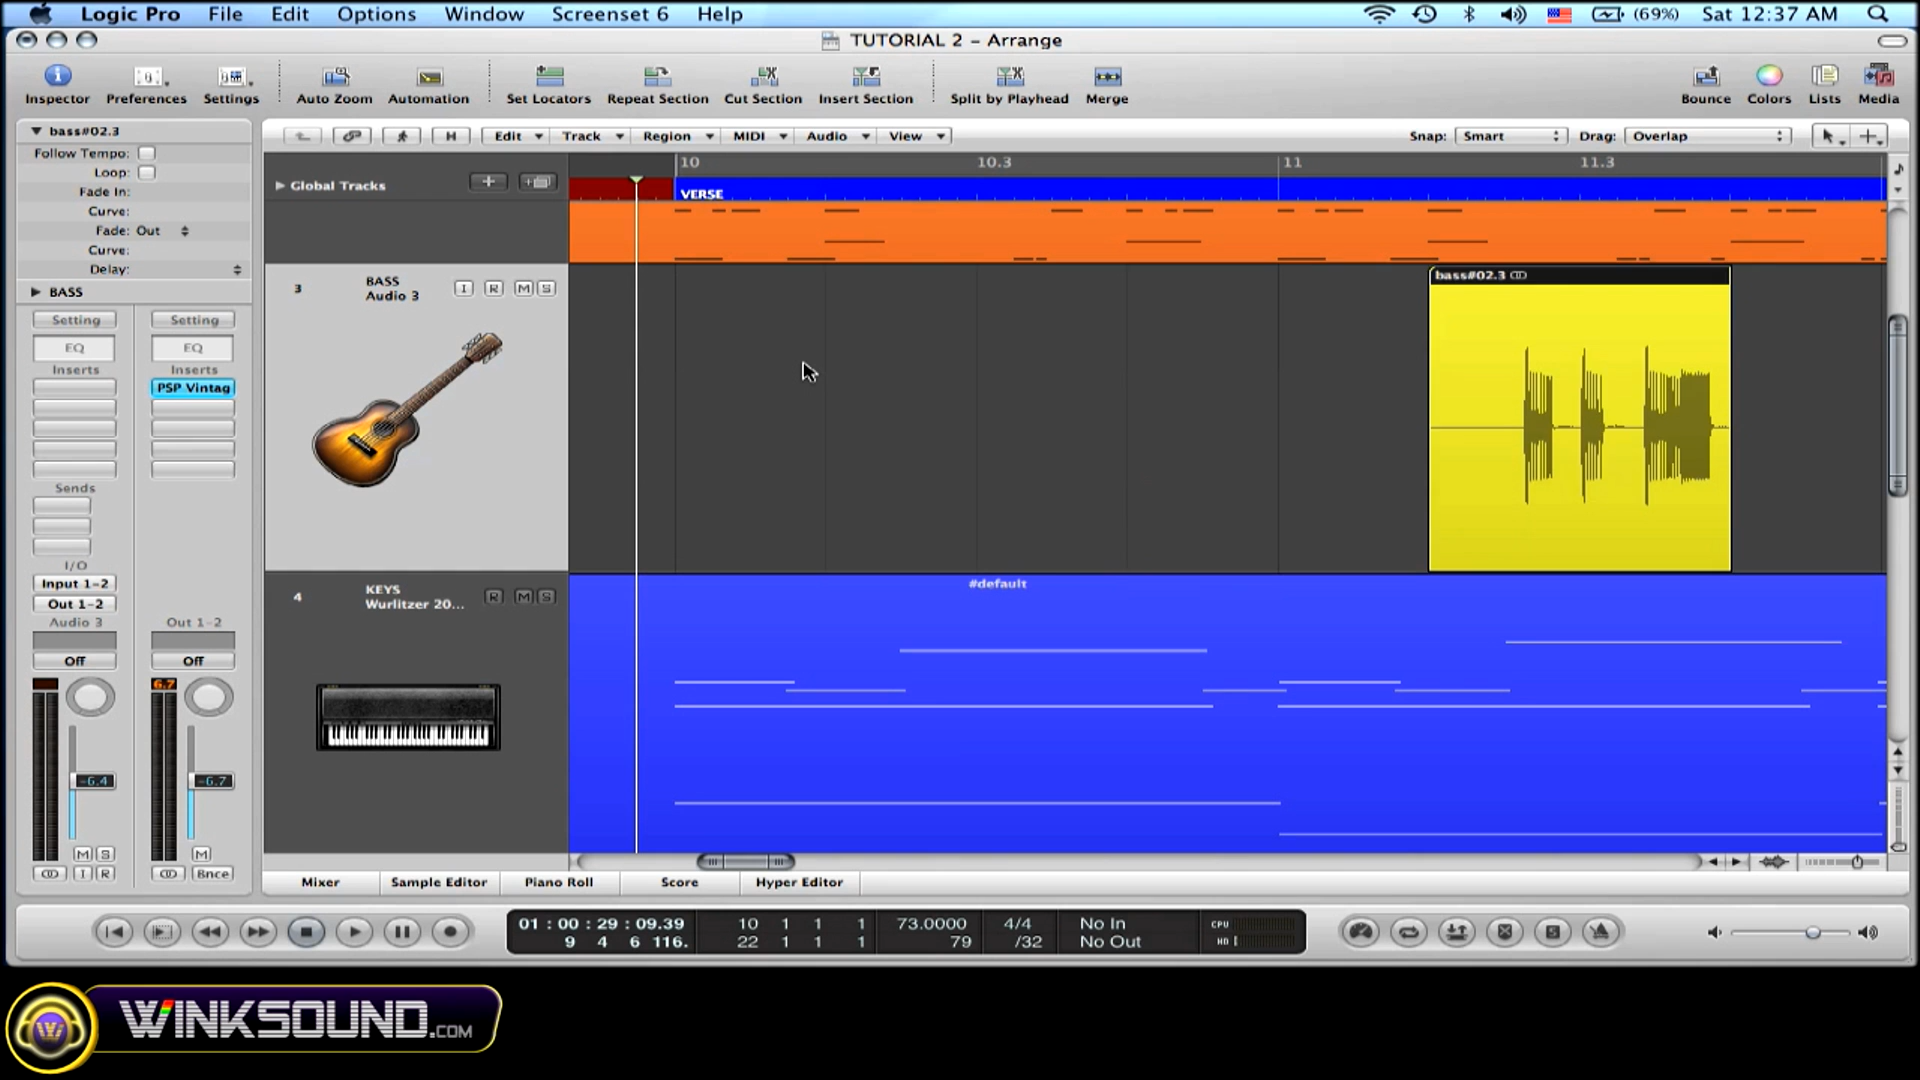 Logic Pro File Edit Options Window Screenset 6 Help (69%) Sat 12:37 AM
TUTORIAL 2 – Arrange
Inspector Preferences Settings Auto Zoom Automation Set Locators Repeat Section Cut Section Insert Section Split by Playhead Merge Bounce Colors Lists Media
bass#02.3
H Edit Track Region MIDI Audio View Snap: Smart Drag: Overlap
Follow Tempo:
Loop:
Fade In:
Curve:
Fade: Out
Curve:
Delay:
10 10.3 11 11.3
Global Tracks
VERSE
3 BASS I R M S
Audio 3
bass#02.3
BASS
Setting Setting
EQ EQ
Inserts Inserts
PSP Vintag
Sends
I/O
Input 1-2
Out 1-2
Audio 3 Out 1-2
Off Off
6.7
-6.4 -6.7
M S M
I R Bnce
4 KEYS R M S
Wurlitzer 20...
#default
Mixer Sample Editor Piano Roll Score Hyper Editor
01 : 00 : 29 : 09.39 10 1 1 1 73.0000 4/4 No In CPU
9 4 6 116. 22 1 1 1 79 /32 No Out HD
S
W WINKSOUND.COM